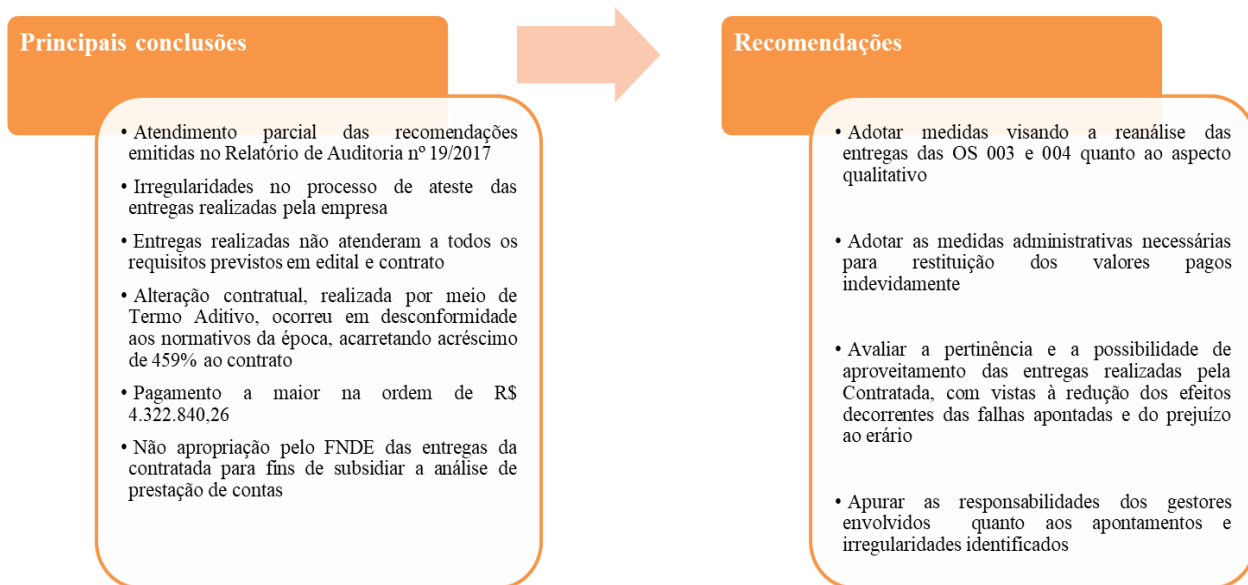 Principais conclusões
• Atendimento parcial das recomendações
emitidas no Relatório de Auditoria nº 19/2017
• Irregularidades no processo de ateste das
entregas realizadas pela empresa
• Entregas realizadas não atenderam a todos os
requisitos previstos em edital e contrato
• Alteração contratual, realizada por meio de
Termo Aditivo, ocorreu em desconformidade
aos normativos da época, acarretando acréscimo
de 459% ao contrato
• Pagamento a maior na ordem de R$
4.322.840,26
• Não apropriação pelo FNDE das entregas da
contratada para fins de subsidiar a análise de
prestação de contas
Recomendações
• Adotar medidas visando a reanálise das
entregas das OS 003 e 004 quanto ao aspecto
qualitativo
• Adotar as medidas administrativas necessárias
para restituição dos valores pagos
indevidamente
• Avaliar a pertinência e a possibilidade de
aproveitamento das entregas realizadas pela
Contratada, com vistas à redução dos efeitos
decorrentes das falhas apontadas e do prejuízo
ao erário
• Apurar as responsabilidades dos gestores
envolvidos quanto aos apontamentos e
irregularidades identificados